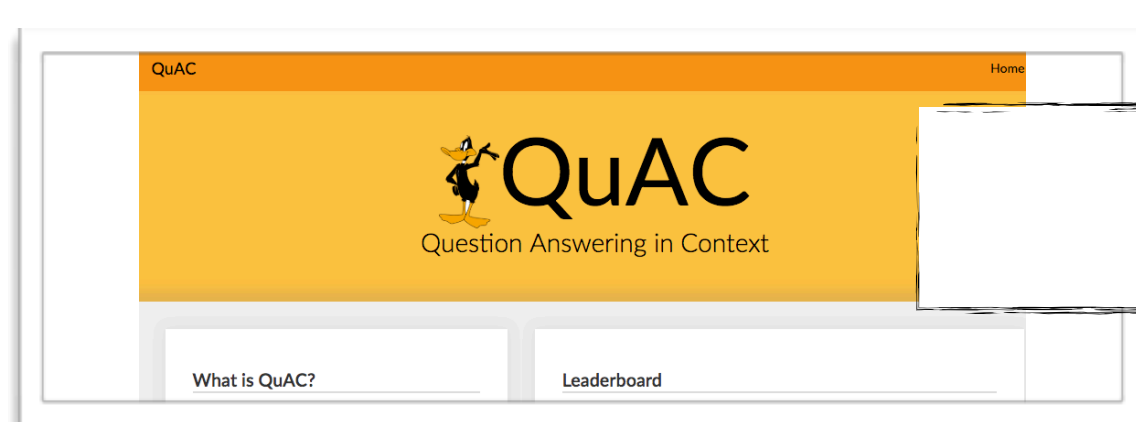 QuAC
Home
QuAC
Question Answering in Context
What is QuAC?
Leaderboard